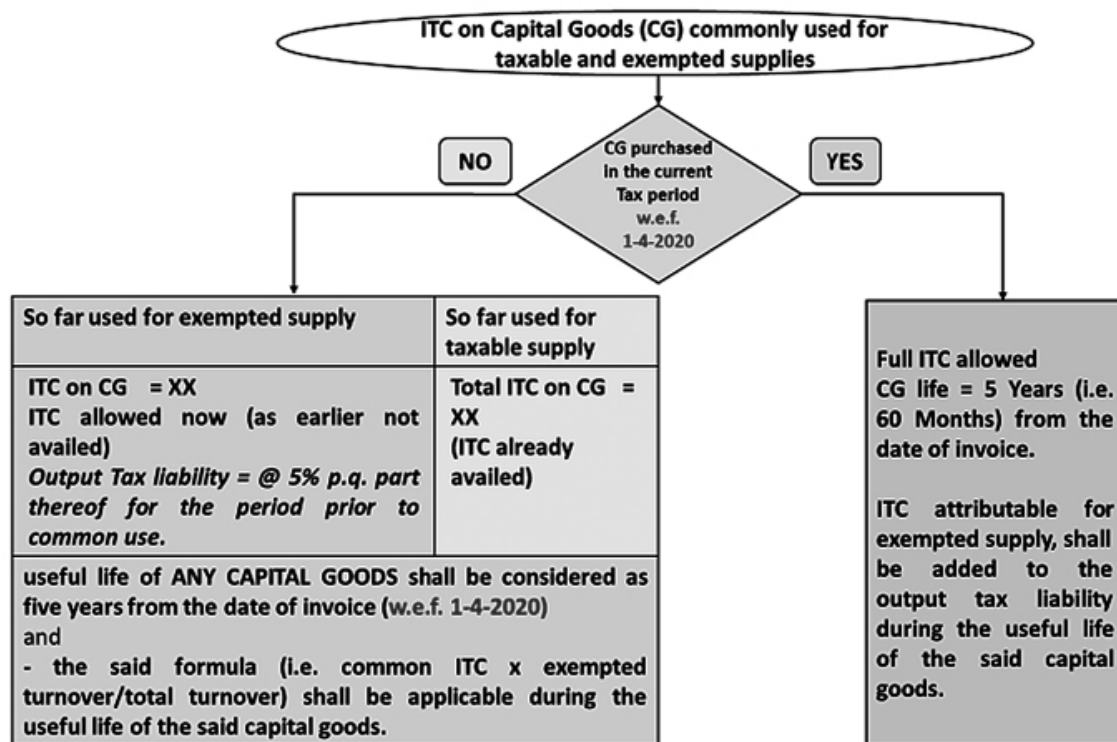 ITC on Capital Goods (CG) commonly used for
taxable and exempted supplies
NO
CG purchased
in the current
Tax period
w.e.f.
1-4-2020
YES
So far used for exempted supply
So far used for
taxable supply
ITC on CG = XX
ITC allowed now (as earlier not
availed)
Output Tax liability = @ 5% p.q. part
thereof for the period prior to
common use.
Total ITC on CG =
XX
(ITC already
availed)
useful life of ANY CAPITAL GOODS shall be considered as
five years from the date of invoice (w.e.f. 1-4-2020)
and
- the said formula (i.e. common ITC x exempted
turnover/total turnover) shall be applicable during the
useful life of the said capital goods.
Full ITC allowed
CG life = 5 Years (i.e.
60 Months) from the
date of invoice.
ITC attributable for
exempted supply, shall
be added to the
output tax liability
during the useful life
of the said capital
goods.